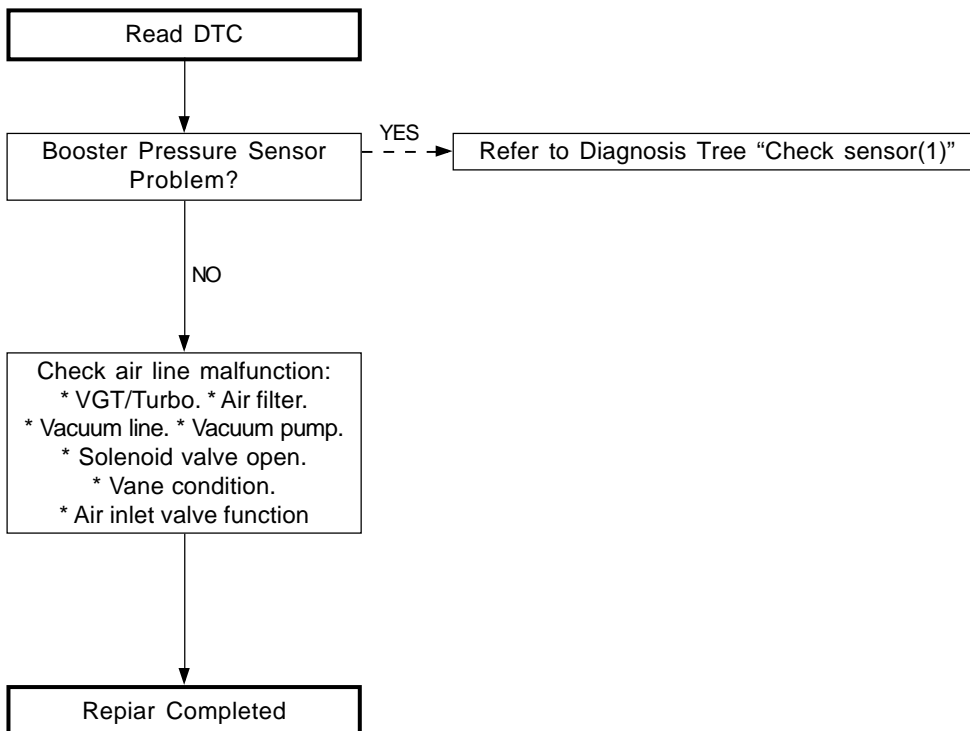 Read DTC
YES
Booster Pressure Sensor
Problem?
Refer to Diagnosis Tree “Check sensor(1)”
NO
Check air line malfunction:
* VGT/Turbo. * Air filter.
* Vacuum line. * Vacuum pump.
* Solenoid valve open.
* Vane condition.
* Air inlet valve function
Repiar Completed